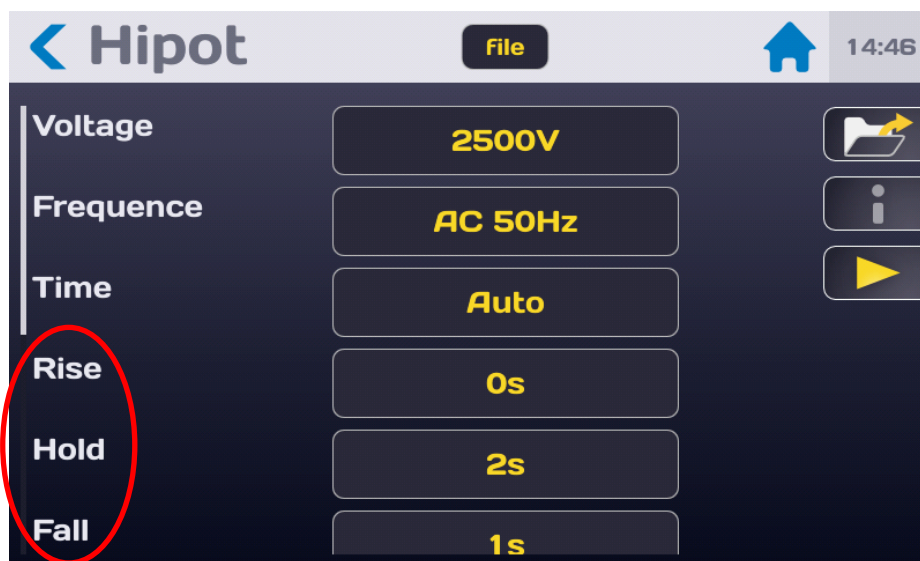 Hipot
File
14:46
Voltage 2500V
Frequence AC 50Hz
Time Auto
Rise 0s
Hold 2s
Fall 1s